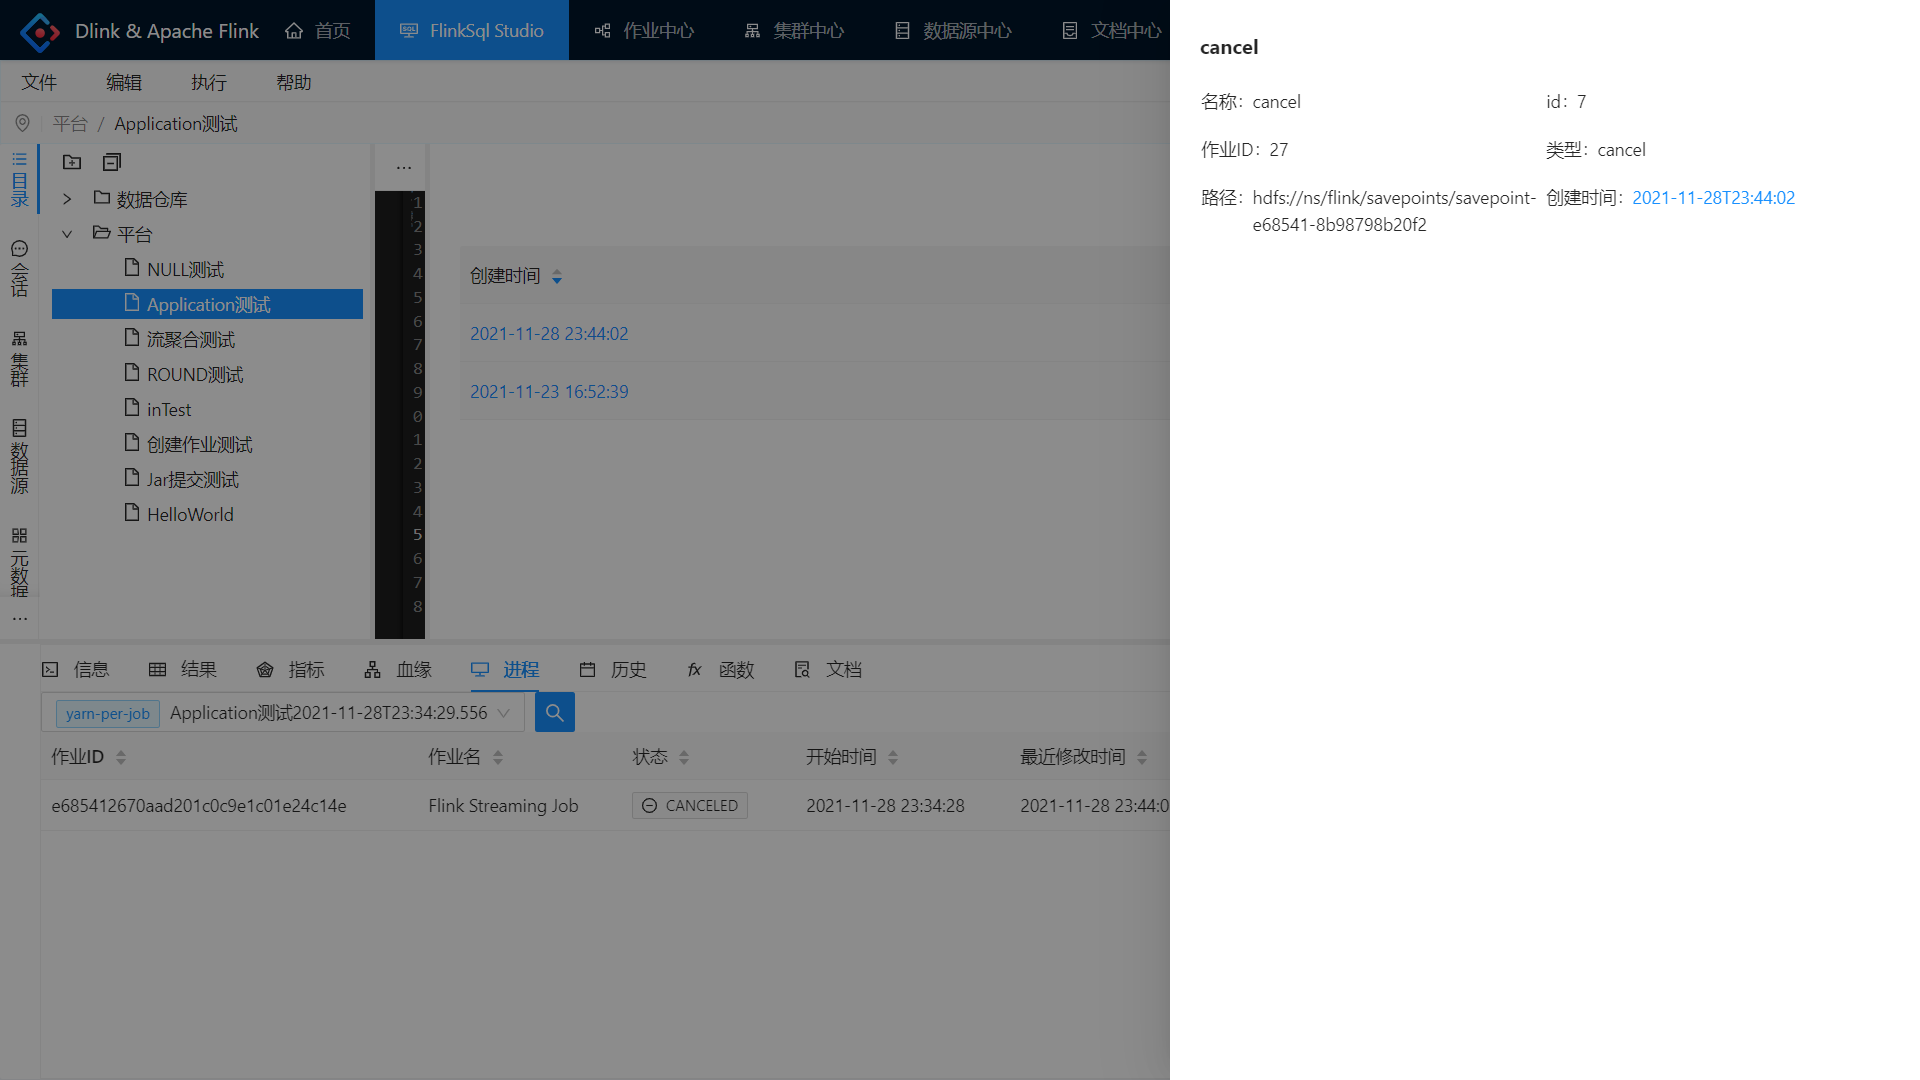 Dlink & Apache Flink
首页
FlinkSql Studio
作业中心
集群中心
数据源中心
文档中心
文件
编辑
执行
帮助
平台 / Application测试
目录
会话
集群
数据源
元数据
...
数据仓库
平台
NULL测试
Application测试
流聚合测试
ROUND测试
inTest
创建作业测试
Jar提交测试
HelloWorld
...
1
2
3
4
5
6
7
8
9
0
1
2
3
4
5
6
7
8
创建时间
2021-11-28 23:44:02
2021-11-23 16:52:39
信息
结果
指标
血缘
进程
历史
函数
文档
yarn-per-job Application测试2021-11-28T23:34:29.556
作业ID 作业名 状态 开始时间 最近修改时间
e685412670aad201c0c9e1c01e24c14e Flink Streaming Job CANCELED 2021-11-28 23:34:28 2021-11-28 23:44:0
cancel
名称：cancel
id：7
作业ID：27
类型：cancel
路径：hdfs://ns/flink/savepoints/savepoint-
e68541-8b98798b20f2
创建时间：2021-11-28T23:44:02